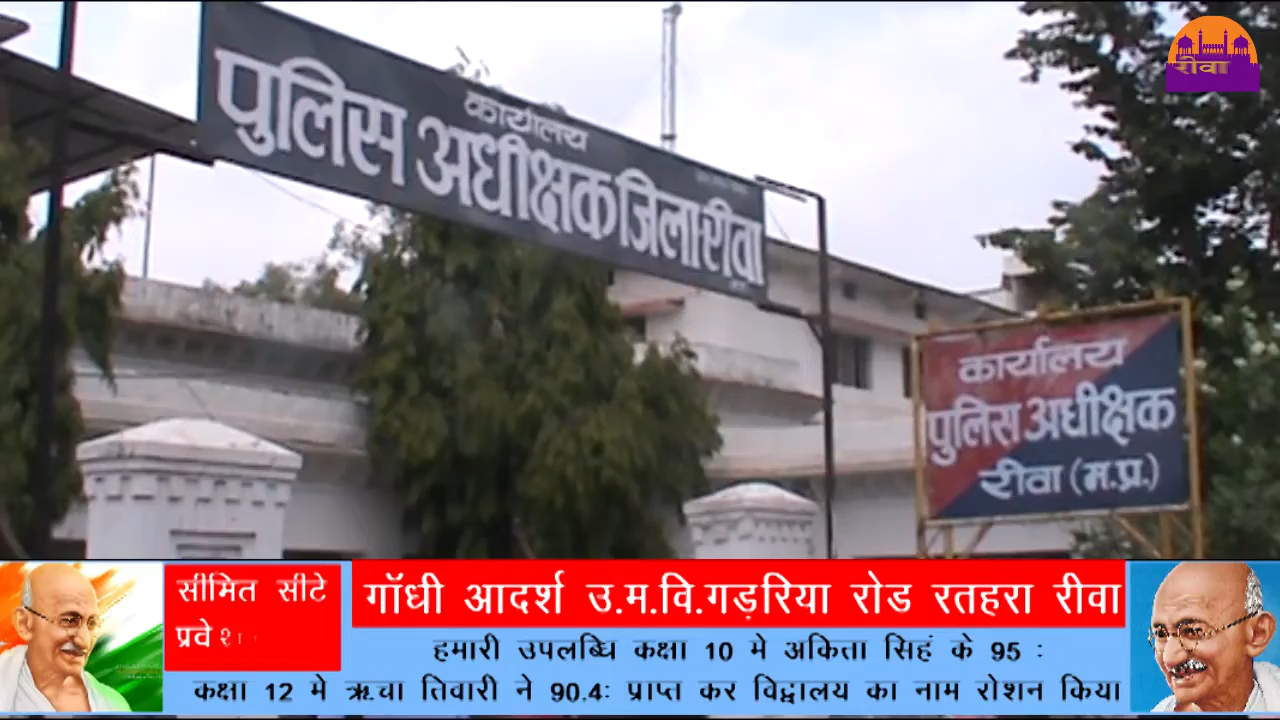 रीवा
कार्यालय
पुलिस अधीक्षक जिला रीवा
कार्यालय
पुलिस अधीक्षक
रीवा (म.प्र.)
सीमित सीटे
प्रवे
गॉधी आदर्श उ.म.वि.गड़रिया रोड रतहरा रीवा
हमारी उपलब्धि कक्षा 10 मे अकिता सिहं के 95 :
कक्षा 12 मे ऋचा तिवारी ने 90.4: प्राप्त कर विद्वालय का नाम रोशन किया